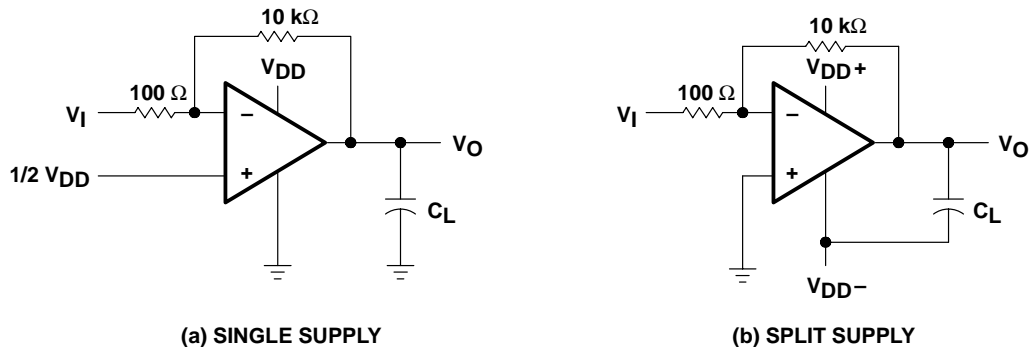 10 kΩ
VDD
100 Ω
VI
−
1/2 VDD
+
VO
CL
(a) SINGLE SUPPLY
10 kΩ
VDD+
100 Ω
VI
−
+
VO
CL
VDD−
(b) SPLIT SUPPLY